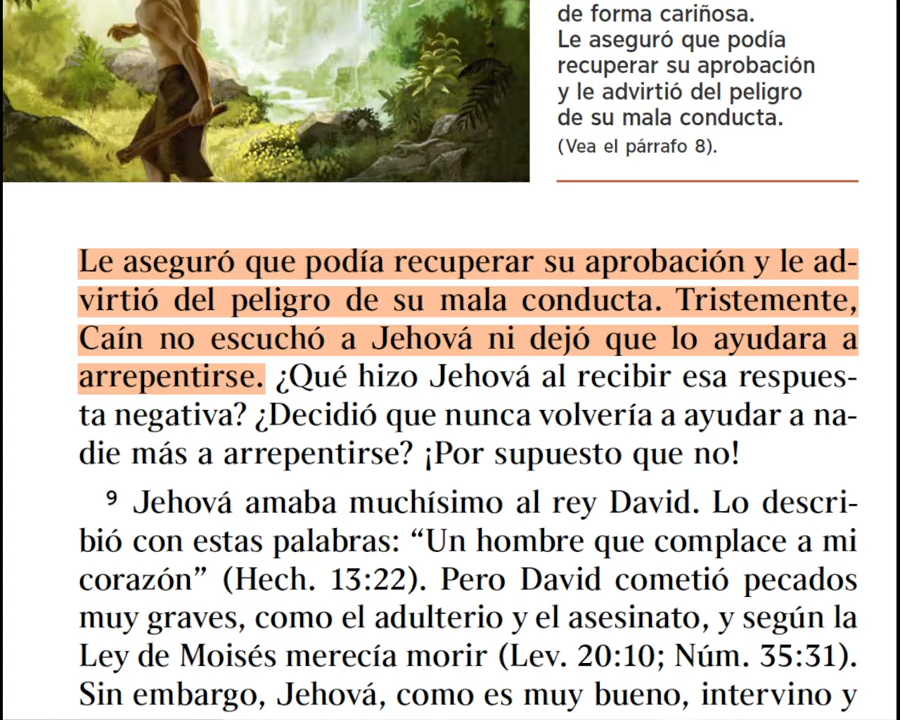 de forma cariñosa.
Le aseguró que podía
recuperar su aprobación
y le advirtió del peligro
de su mala conducta.
(Vea el párrafo 8).
Le aseguró que podía recuperar su aprobación y le ad-
virtió del peligro de su mala conducta. Tristemente,
Caín no escuchó a Jehová ni dejó que lo ayudara a
arrepentirse. ¿Qué hizo Jehová al recibir esa respues-
ta negativa? ¿Decidió que nunca volvería a ayudar a na-
die más a arrepentirse? ¡Por supuesto que no!
9 Jehová amaba muchísimo al rey David. Lo descri-
bió con estas palabras: “Un hombre que complace a mi
corazón” (Hech. 13:22). Pero David cometió pecados
muy graves, como el adulterio y el asesinato, y según la
Ley de Moisés merecía morir (Lev. 20:10; Núm. 35:31).
Sin embargo, Jehová, como es muy bueno, intervino y